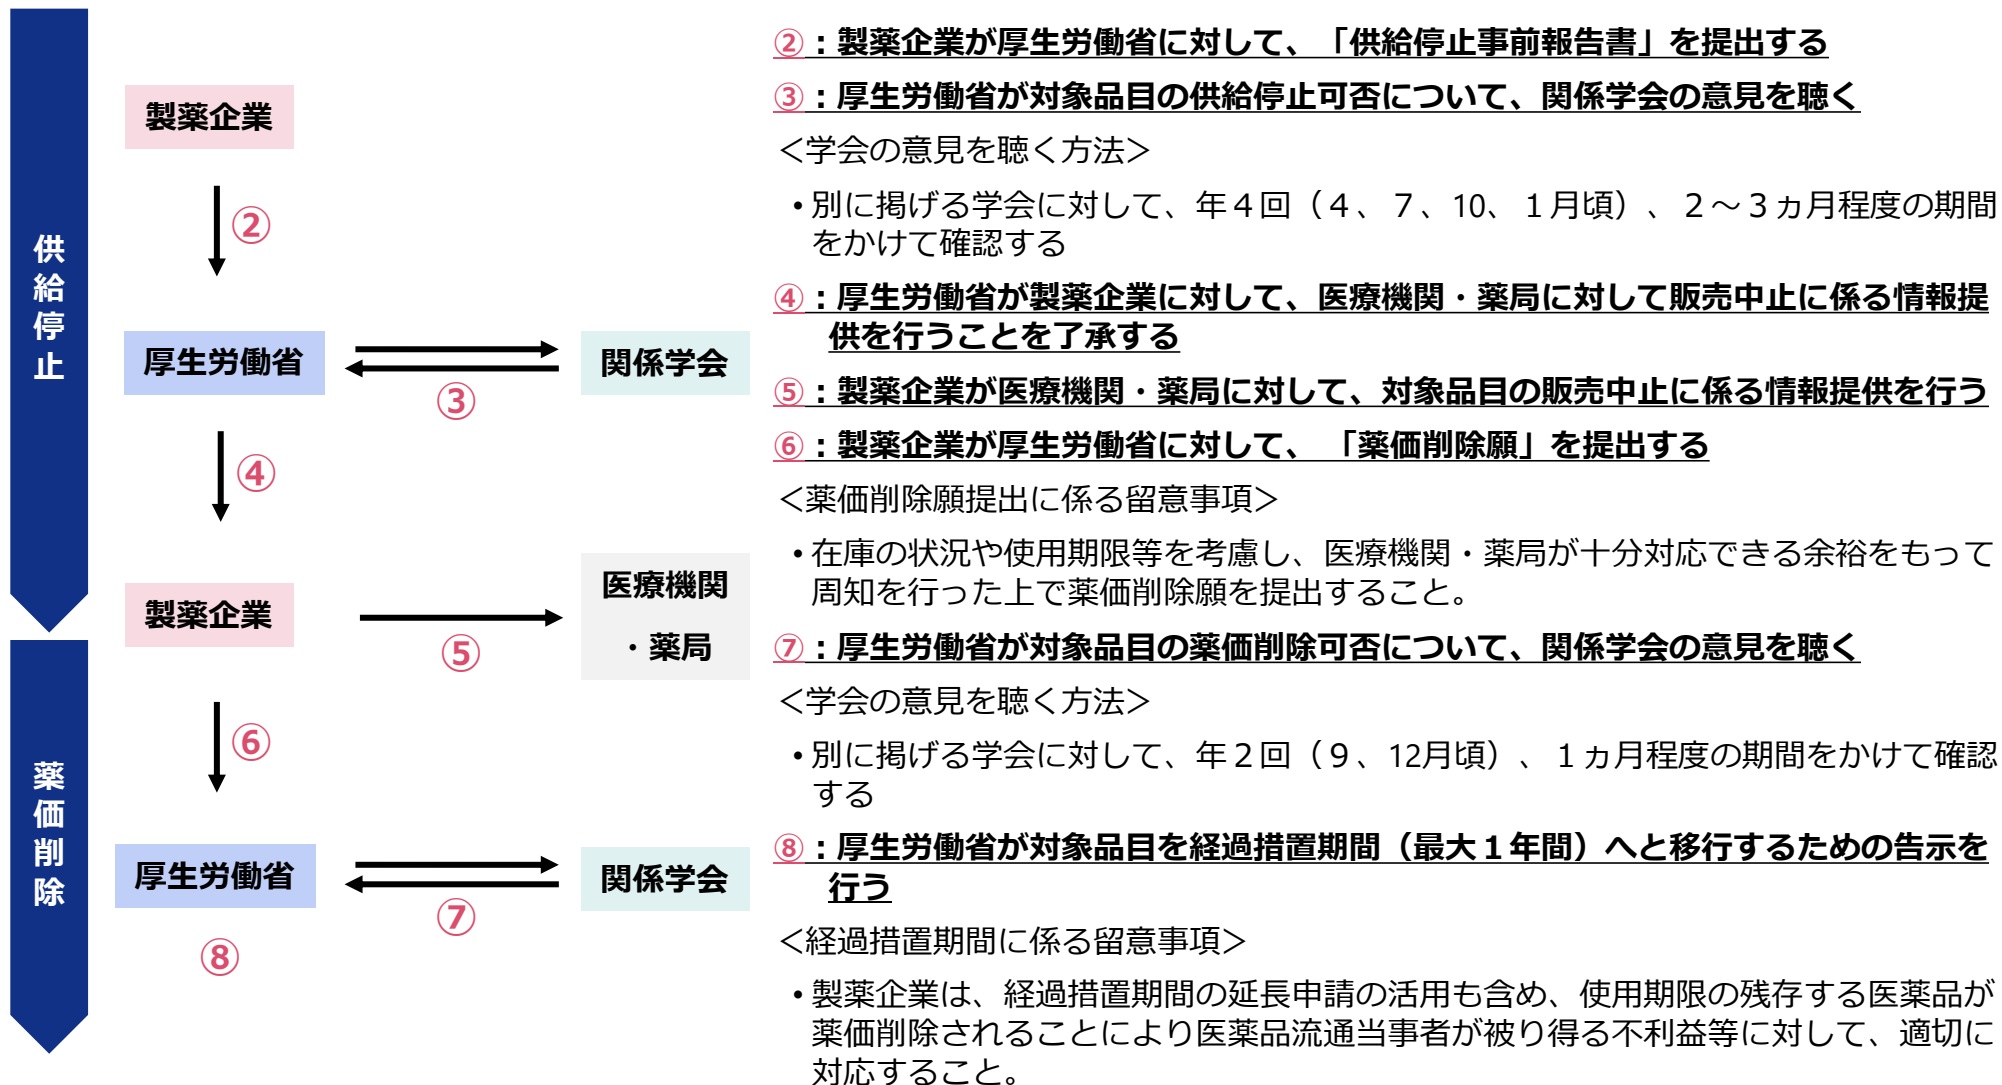 供給停止
製薬企業
②
厚生労働省
③
関係学会
④
製薬企業
⑤
医療機関
・薬局
薬価削除
⑥
厚生労働省
⑦
関係学会
⑧
②：製薬企業が厚生労働省に対して、「供給停止事前報告書」を提出する
③：厚生労働省が対象品目の供給停止可否について、関係学会の意見を聴く
＜学会の意見を聴く方法＞
• 別に掲げる学会に対して、年４回（４、７、10、１月頃）、２～３ヵ月程度の期間
をかけて確認する
④：厚生労働省が製薬企業に対して、医療機関・薬局に対して販売中止に係る情報提
供を行うことを了承する
⑤：製薬企業が医療機関・薬局に対して、対象品目の販売中止に係る情報提供を行う
⑥：製薬企業が厚生労働省に対して、「薬価削除願」を提出する
＜薬価削除願提出に係る留意事項＞
• 在庫の状況や使用期限等を考慮し、医療機関・薬局が十分対応できる余裕をもって
周知を行った上で薬価削除願を提出すること。
⑦：厚生労働省が対象品目の薬価削除可否について、関係学会の意見を聴く
＜学会の意見を聴く方法＞
• 別に掲げる学会に対して、年２回（９、12月頃）、１ヵ月程度の期間をかけて確認
する
⑧：厚生労働省が対象品目を経過措置期間（最大１年間）へと移行するための告示を
行う
＜経過措置期間に係る留意事項＞
• 製薬企業は、経過措置期間の延長申請の活用も含め、使用期限の残存する医薬品が
薬価削除されることにより医薬品流通当事者が被り得る不利益等に対して、適切に
対応すること。